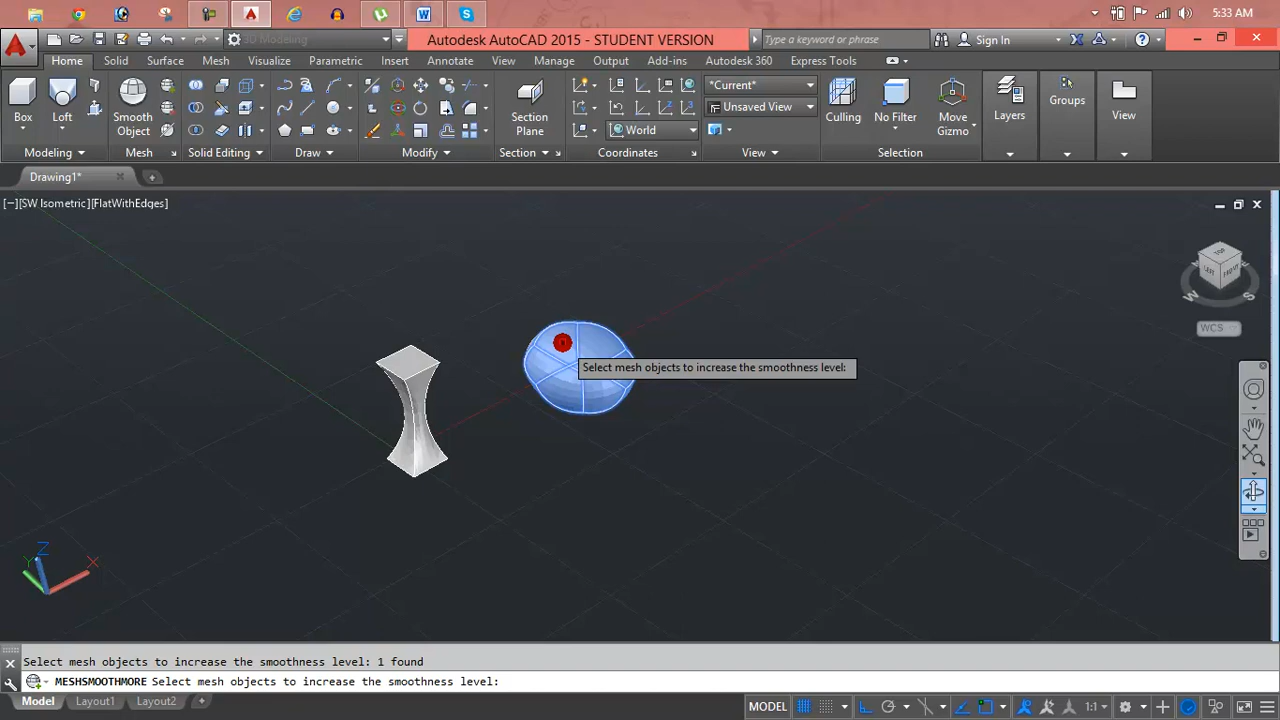 5:33 AM
3D Modeling
Autodesk AutoCAD 2015 - STUDENT VERSION
Type a keyword or phrase
Sign In
Home Solid Surface Mesh Visualize Parametric Insert Annotate View Manage Output Add-ins Autodesk 360 Express Tools
Box
Loft
Smooth
Object
Section
Plane
*Current*
Unsaved View
World
Culling
No Filter
Move
Gizmo
Layers
Groups
View
Modeling Mesh Solid Editing Draw Modify Section Coordinates View Selection
Drawing1*
[−][SW Isometric][FlatWithEdges]
TOP
LEFT FRONT
W S
WCS
Select mesh objects to increase the smoothness level:
Z
Y X
Select mesh objects to increase the smoothness level: 1 found
MESHSMOOTHMORE Select mesh objects to increase the smoothness level:
Model Layout1 Layout2 +
MODEL 1:1